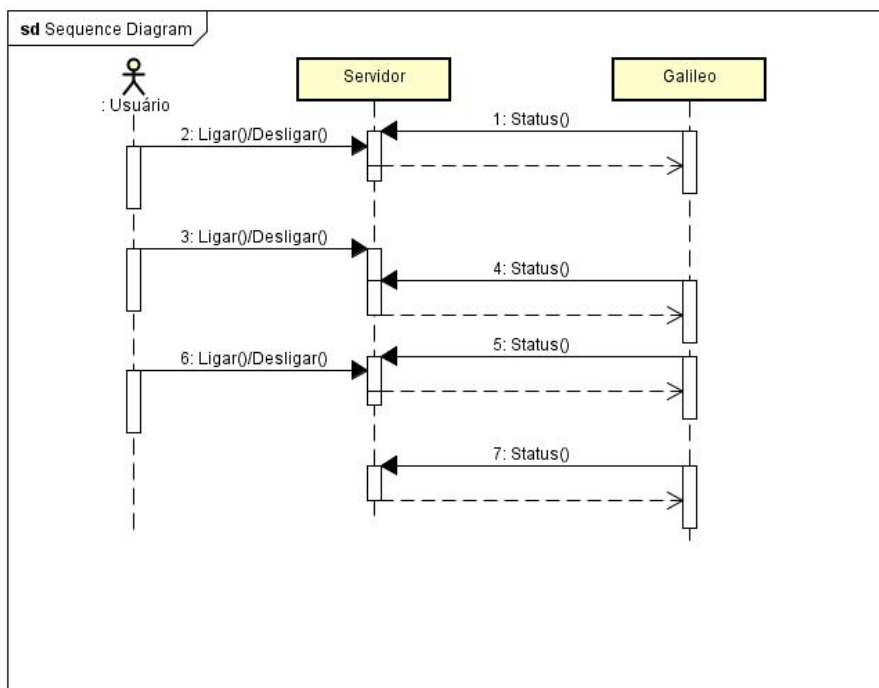 sd Sequence Diagram
: Usuário
Servidor
Galileo
1: Status()
2: Ligar()/Desligar()
3: Ligar()/Desligar()
4: Status()
5: Status()
6: Ligar()/Desligar()
7: Status()